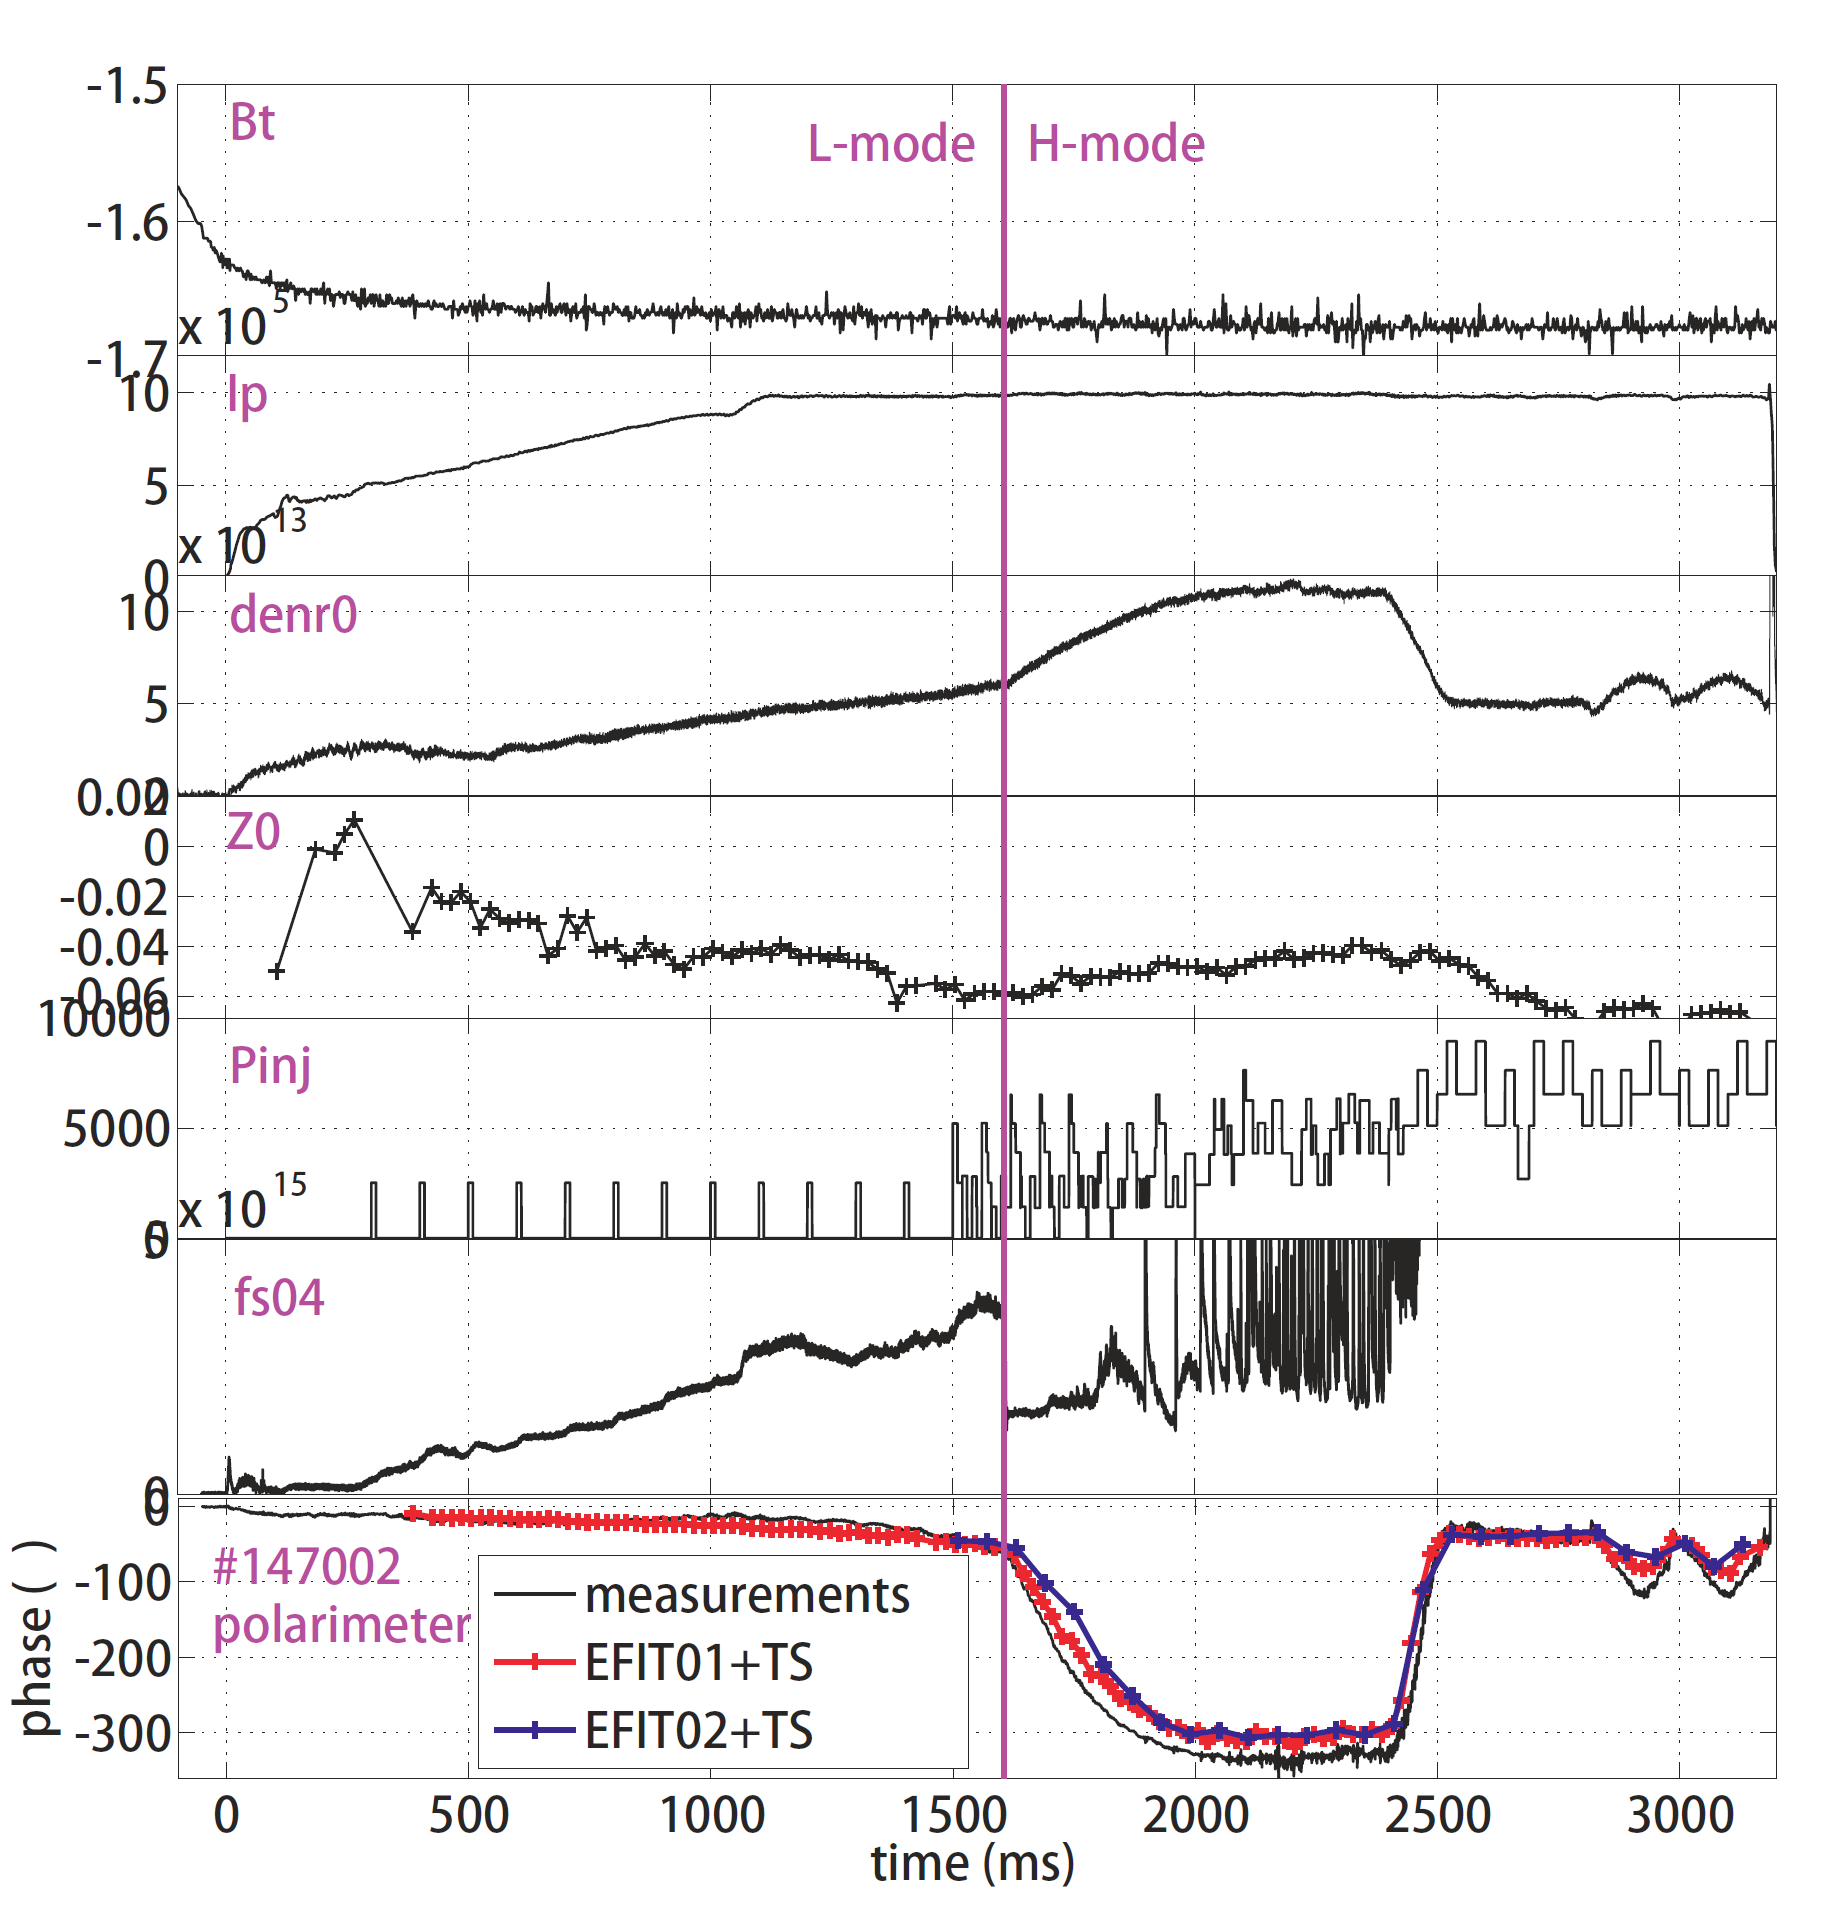 -1.5
Bt
L-mode
H-mode
-1.6
x 10 5
-1.7
10
Ip
5
x 10 13
0
10
denr0
5
0
0.02
Z0
0
-0.02
-0.04
-0.06
10000
Pinj
5000
x 10 15
0
5
fs04
0
0
#147002
polarimeter
-100
-200
-300
phase ( )
measurements
EFIT01+TS
EFIT02+TS
0
500
1000
1500
2000
2500
3000
time (ms)